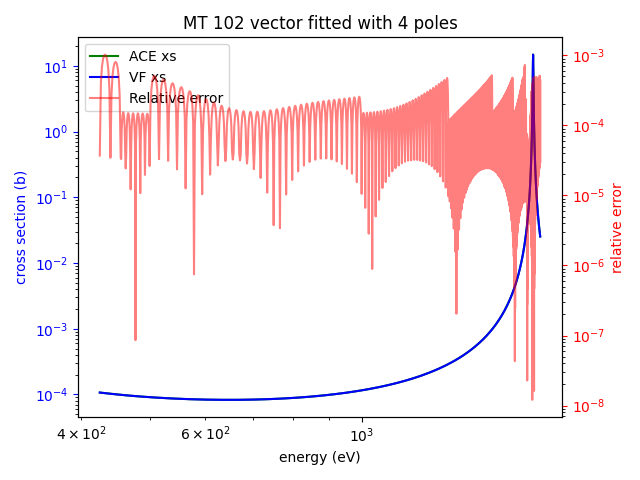 MT 102 vector fitted with 4 poles
ACE xs
VF xs
Relative error
cross section (b)
10^1
10^0
10^-1
10^-2
10^-3
10^-4
relative error
10^-3
10^-4
10^-5
10^-6
10^-7
10^-8
4 × 10^2
6 × 10^2
10^3
energy (eV)